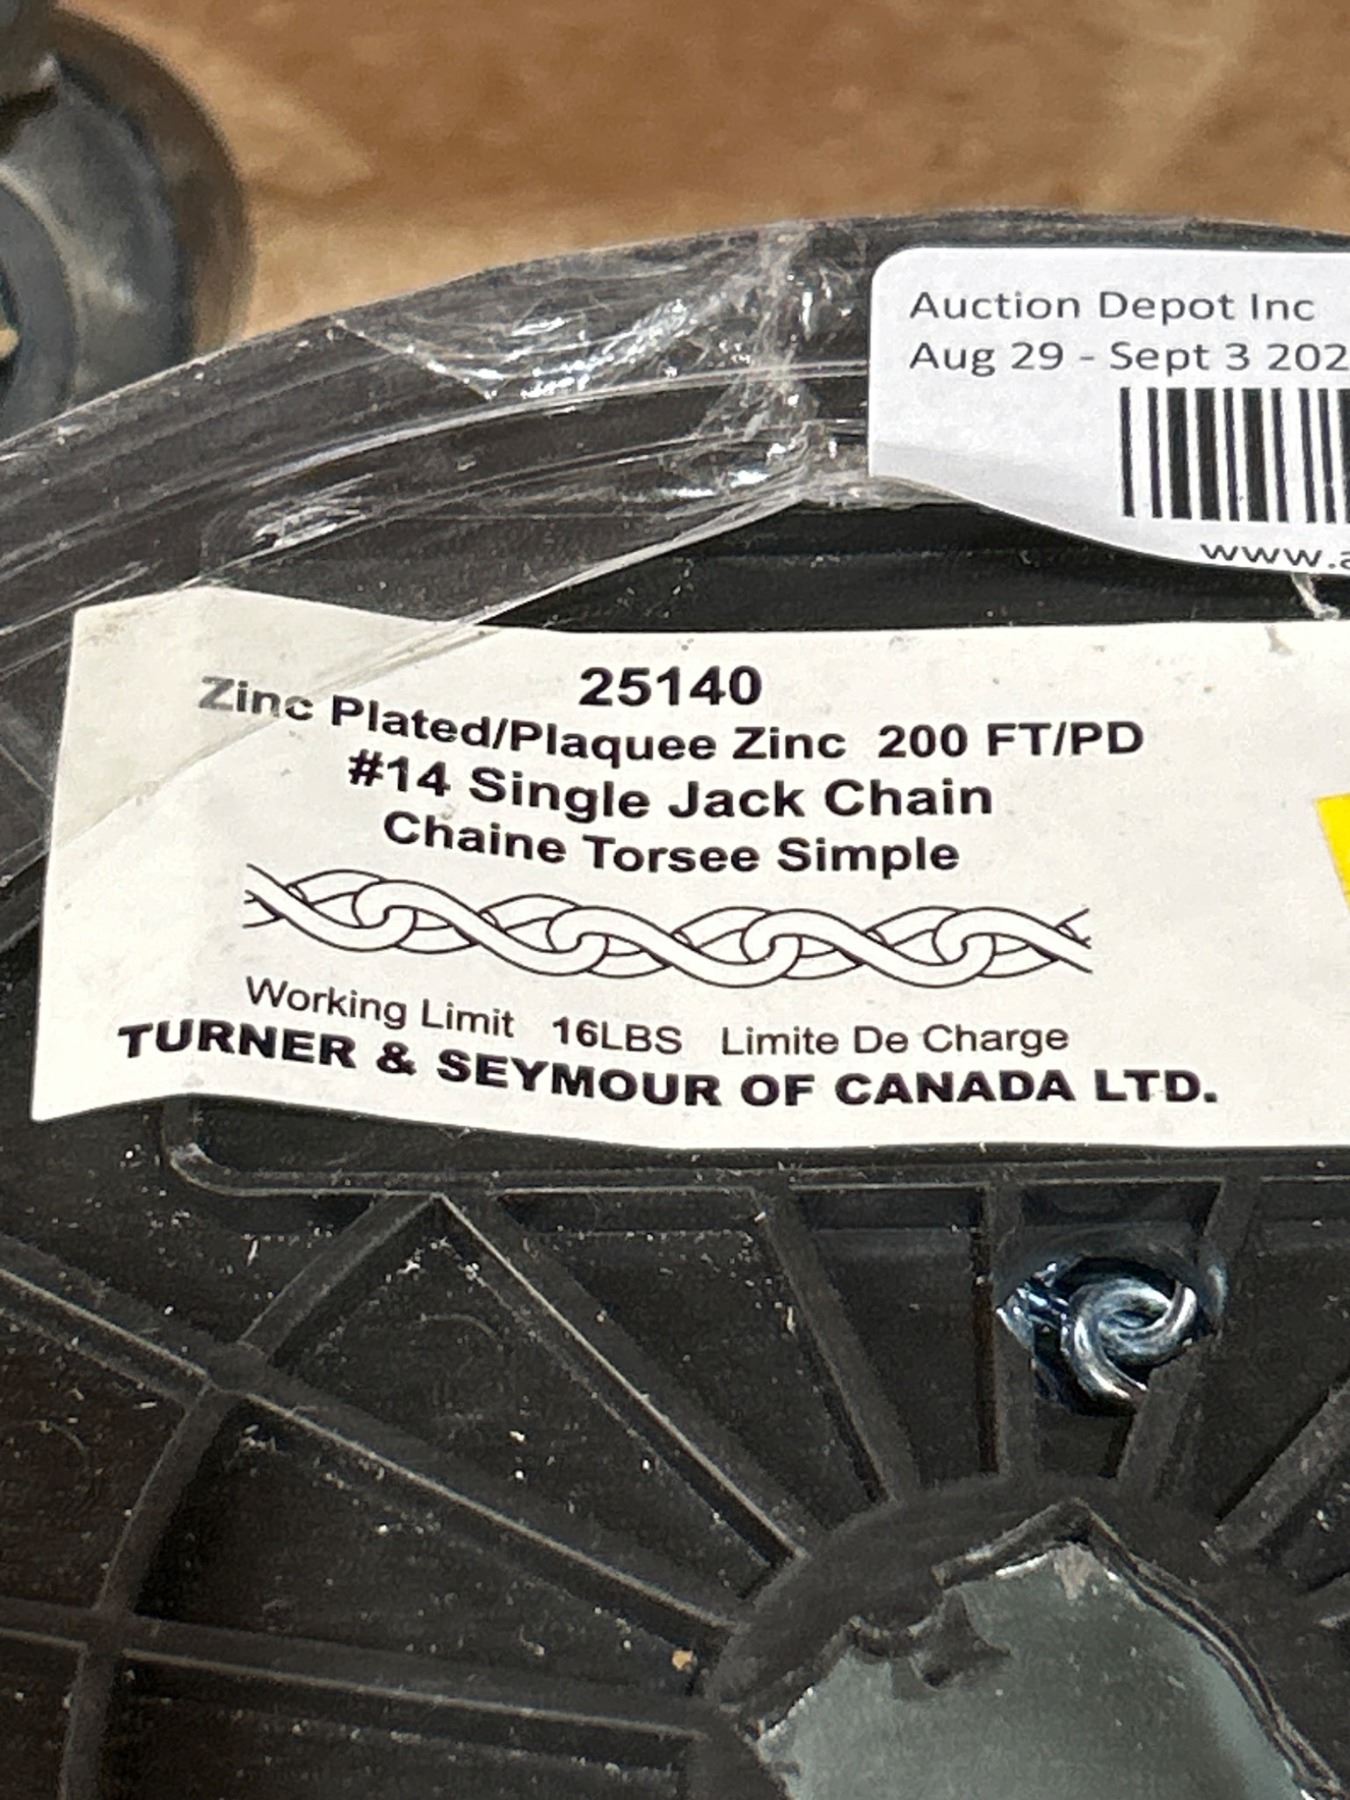 Auction Depot Inc
Aug 29 - Sept 3 202
www.a
25140
Zinc Plated/Plaquee Zinc 200 FT/PD
#14 Single Jack Chain
Chaine Torsee Simple
Working Limit 16LBS Limite De Charge
TURNER & SEYMOUR OF CANADA LTD.